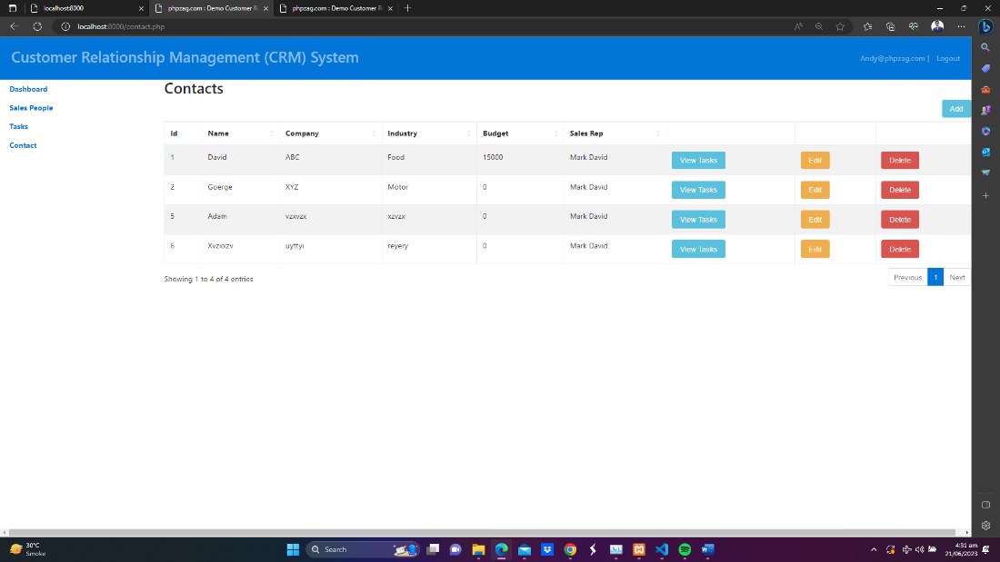 localhost:8000
phpzag.com : Demo Customer Re
phpzag.com : Demo Customer Re
localhost:8000/contact.php
Customer Relationship Management (CRM) System
Andy@phpzag.com | Logout
Dashboard
Sales People
Tasks
Contact
Contacts
Add
Id Name Company Industry Budget Sales Rep
1 David ABC Food 15000 Mark David View Tasks Edit Delete
2 Goerge XYZ Motor 0 Mark David View Tasks Edit Delete
5 Adam vzxvzx xzvzx 0 Mark David View Tasks Edit Delete
6 Xvzxxzv uyttyi reyery 0 Mark David View Tasks Edit Delete
Showing 1 to 4 of 4 entries
Previous 1 Next
30°C
Smoke
Search
4:31 am
21/06/2023